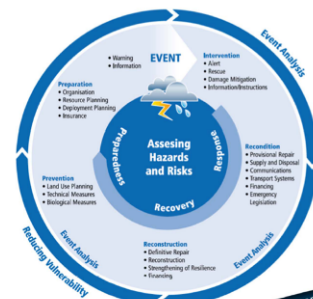 EVENT
• Warning
• Information
Intervention
• Alert
• Rescue
• Damage Mitigation
• Information/Instructions
Event Analysis
Preparation
• Organisation
• Resource Planning
• Deployment Planning
• Insurance
Assesing
Hazards
and Risks
Preparedness
Response
Recovery
Recondition
• Provisional Repair
• Supply and Disposal
• Communications
• Transport Systems
• Financing
• Emergency
Legislation
Prevention
• Land Use Planning
• Technical Measures
• Biological Measures
Event Analysis
Reconstruction
• Definitive Repair
• Reconstruction
• Strengthening of Resilience
• Financing
Event Analysis
Reducing Vulnerability